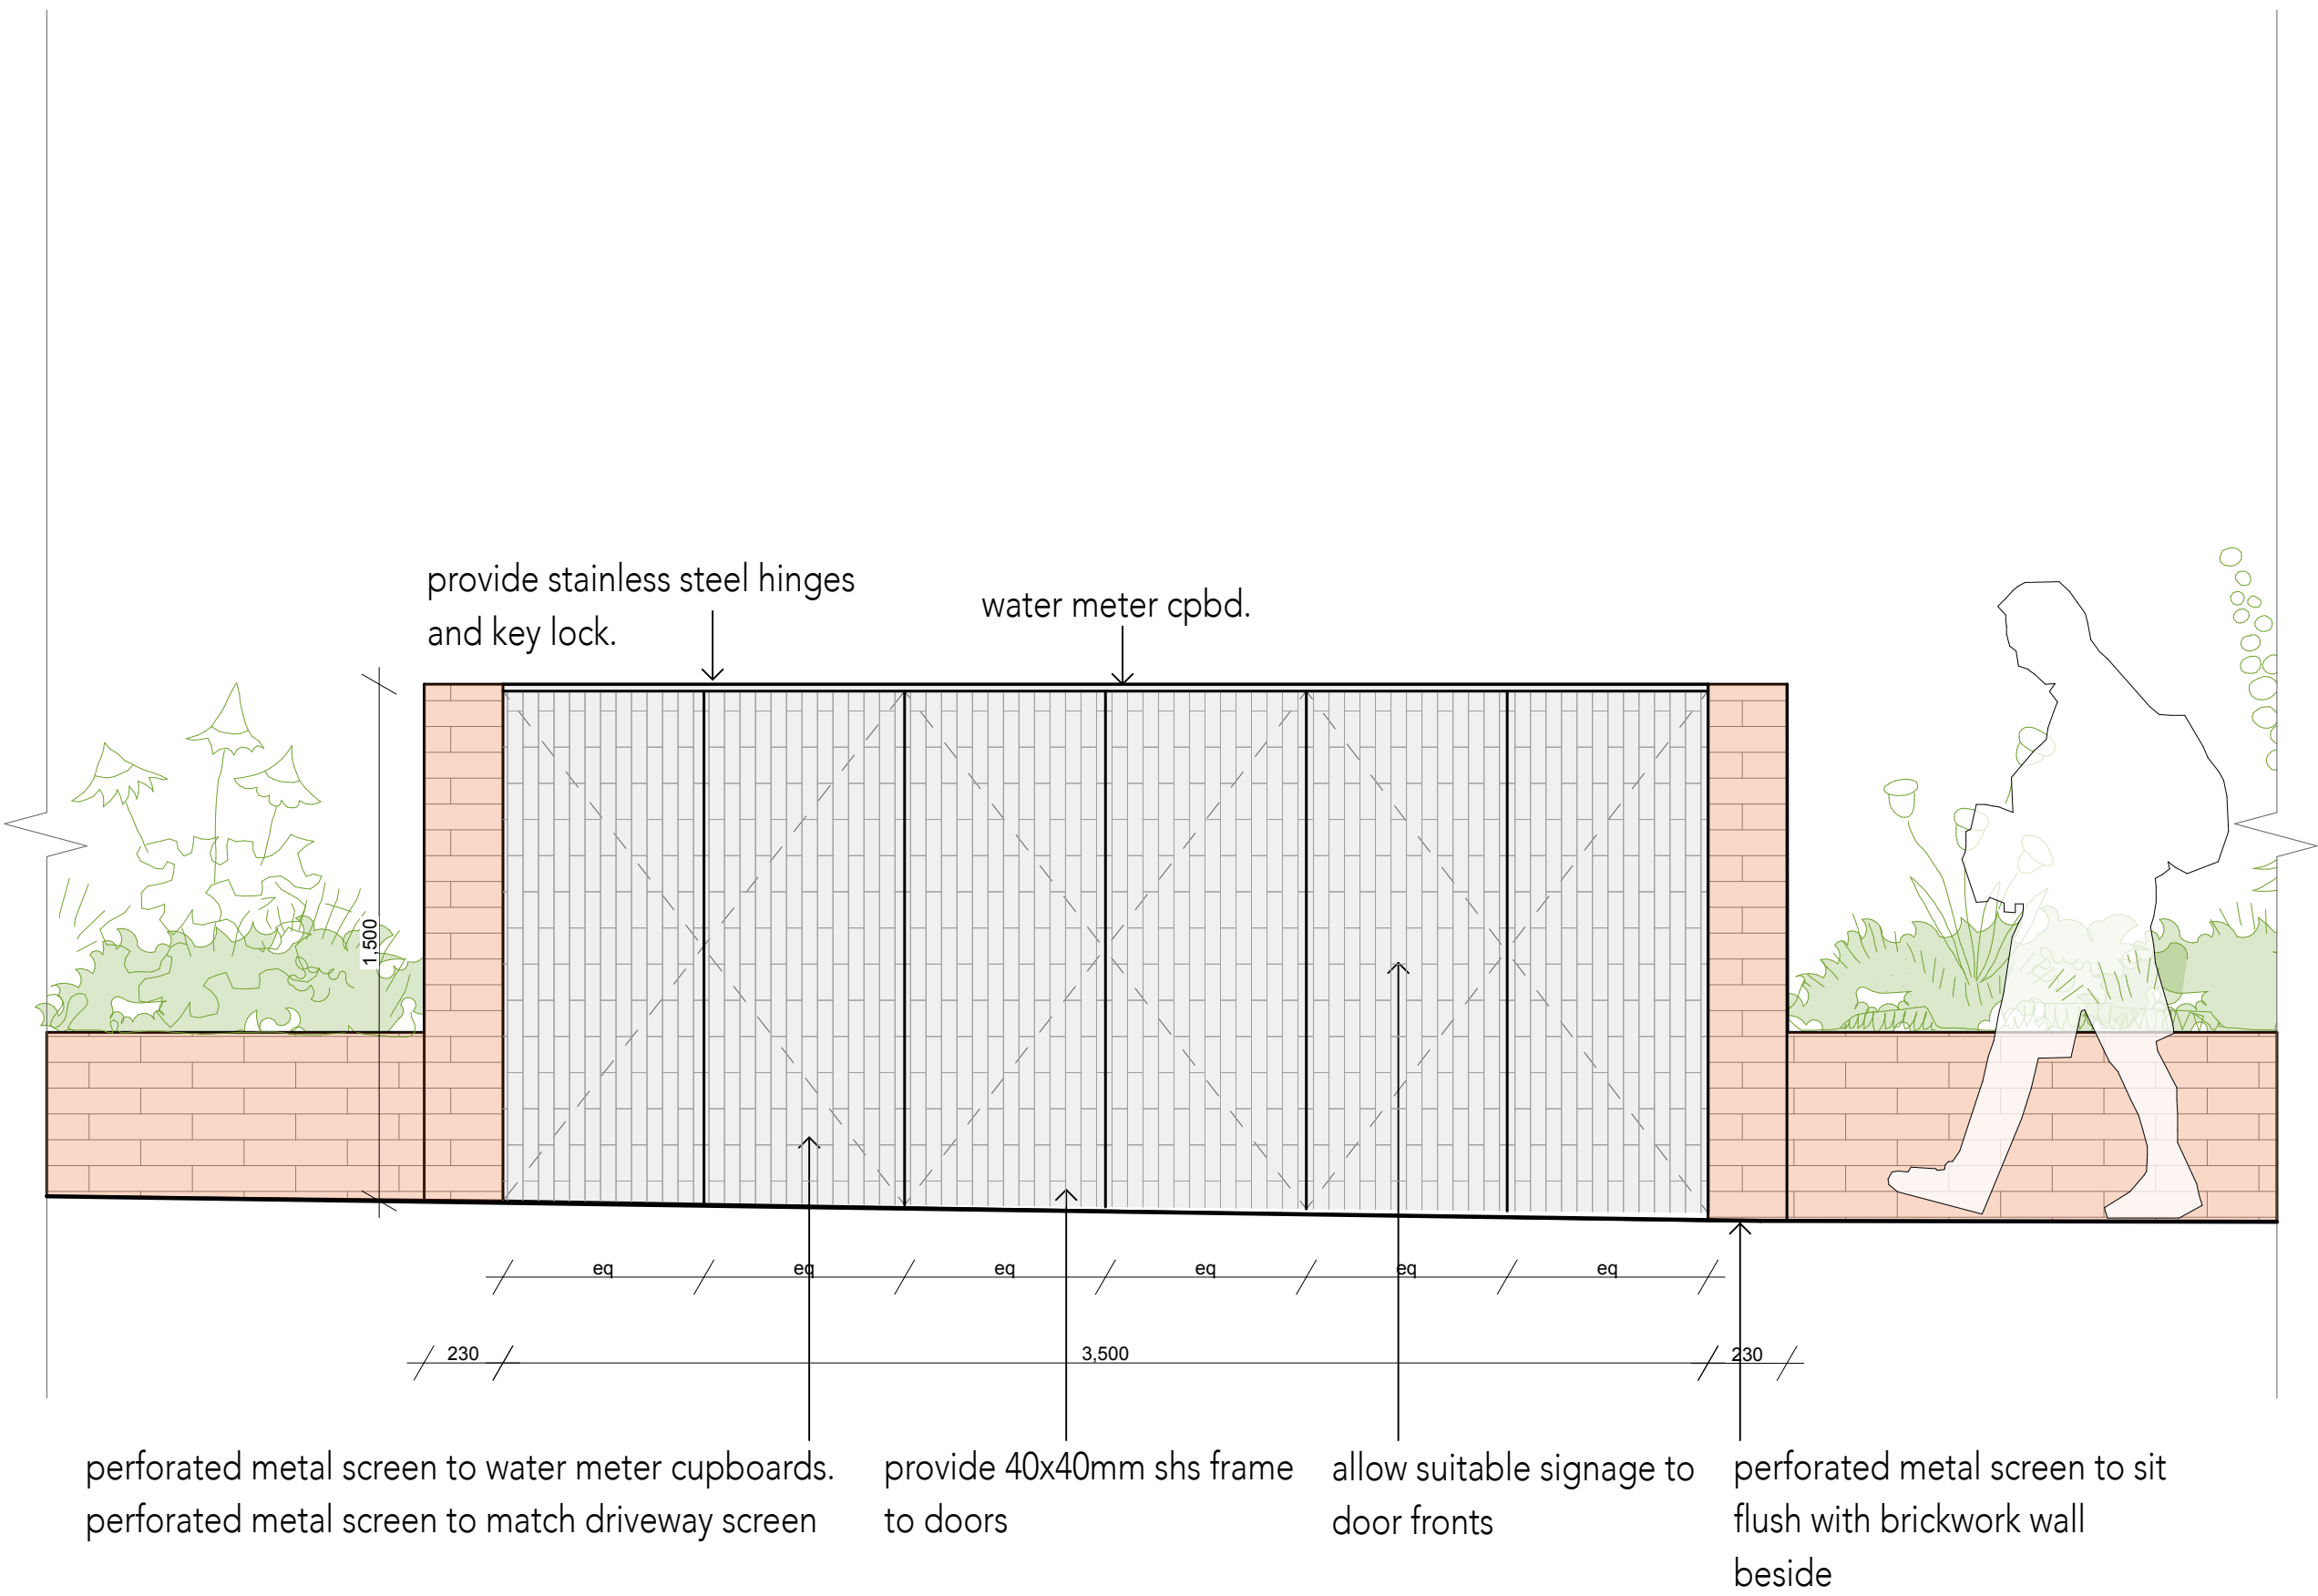 provide stainless steel hinges
and key lock.
water meter cpbd.
1,500
eq eq eq eq eq eq
230 3,500 230
perforated metal screen to water meter cupboards.
perforated metal screen to match driveway screen
provide 40x40mm shs frame
to doors
allow suitable signage to
door fronts
perforated metal screen to sit
flush with brickwork wall
beside